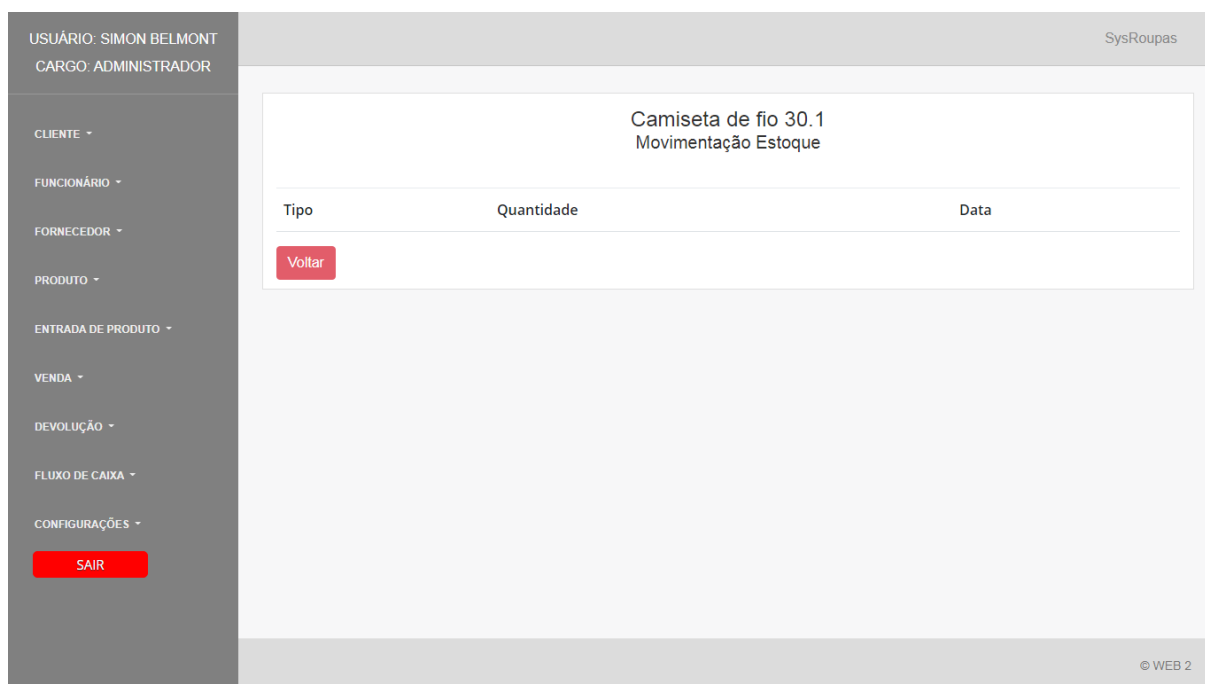 USUÁRIO: SIMON BELMONT
CARGO: ADMINISTRADOR
CLIENTE
FUNCIONÁRIO
FORNECEDOR
PRODUTO
ENTRADA DE PRODUTO
VENDA
DEVOLUÇÃO
FLUXO DE CAIXA
CONFIGURAÇÕES
SAIR
SysRoupas
Camiseta de fio 30.1
Movimentação Estoque
Tipo Quantidade Data
Voltar
© WEB 2